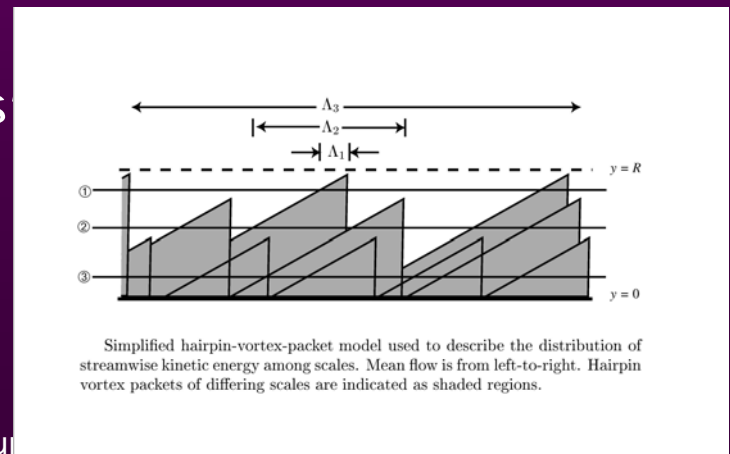 Λ₃
Λ₂
Λ₁
y = R
①
②
③
y = 0
Simplified hairpin-vortex-packet model used to describe the distribution of
streamwise kinetic energy among scales. Mean flow is from left-to-right. Hairpin
vortex packets of differing scales are indicated as shaded regions.